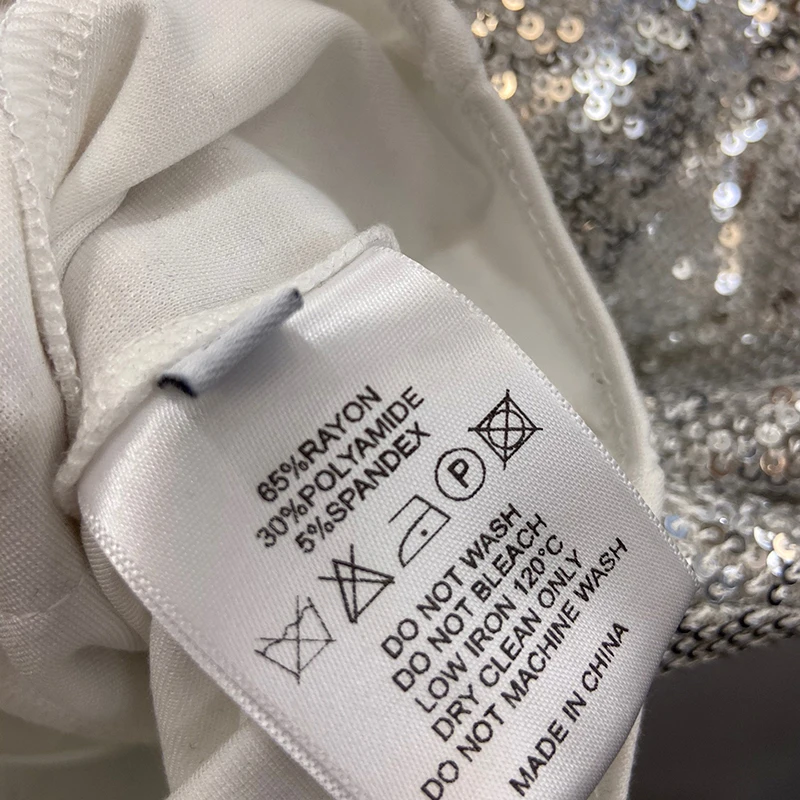 65%RAYON
30%POLYAMIDE
5%SPANDEX
P
DO NOT WASH
DO NOT BLEACH
LOW IRON 120°C
DRY CLEAN ONLY
DO NOT MACHINE WASH
MADE IN CHINA